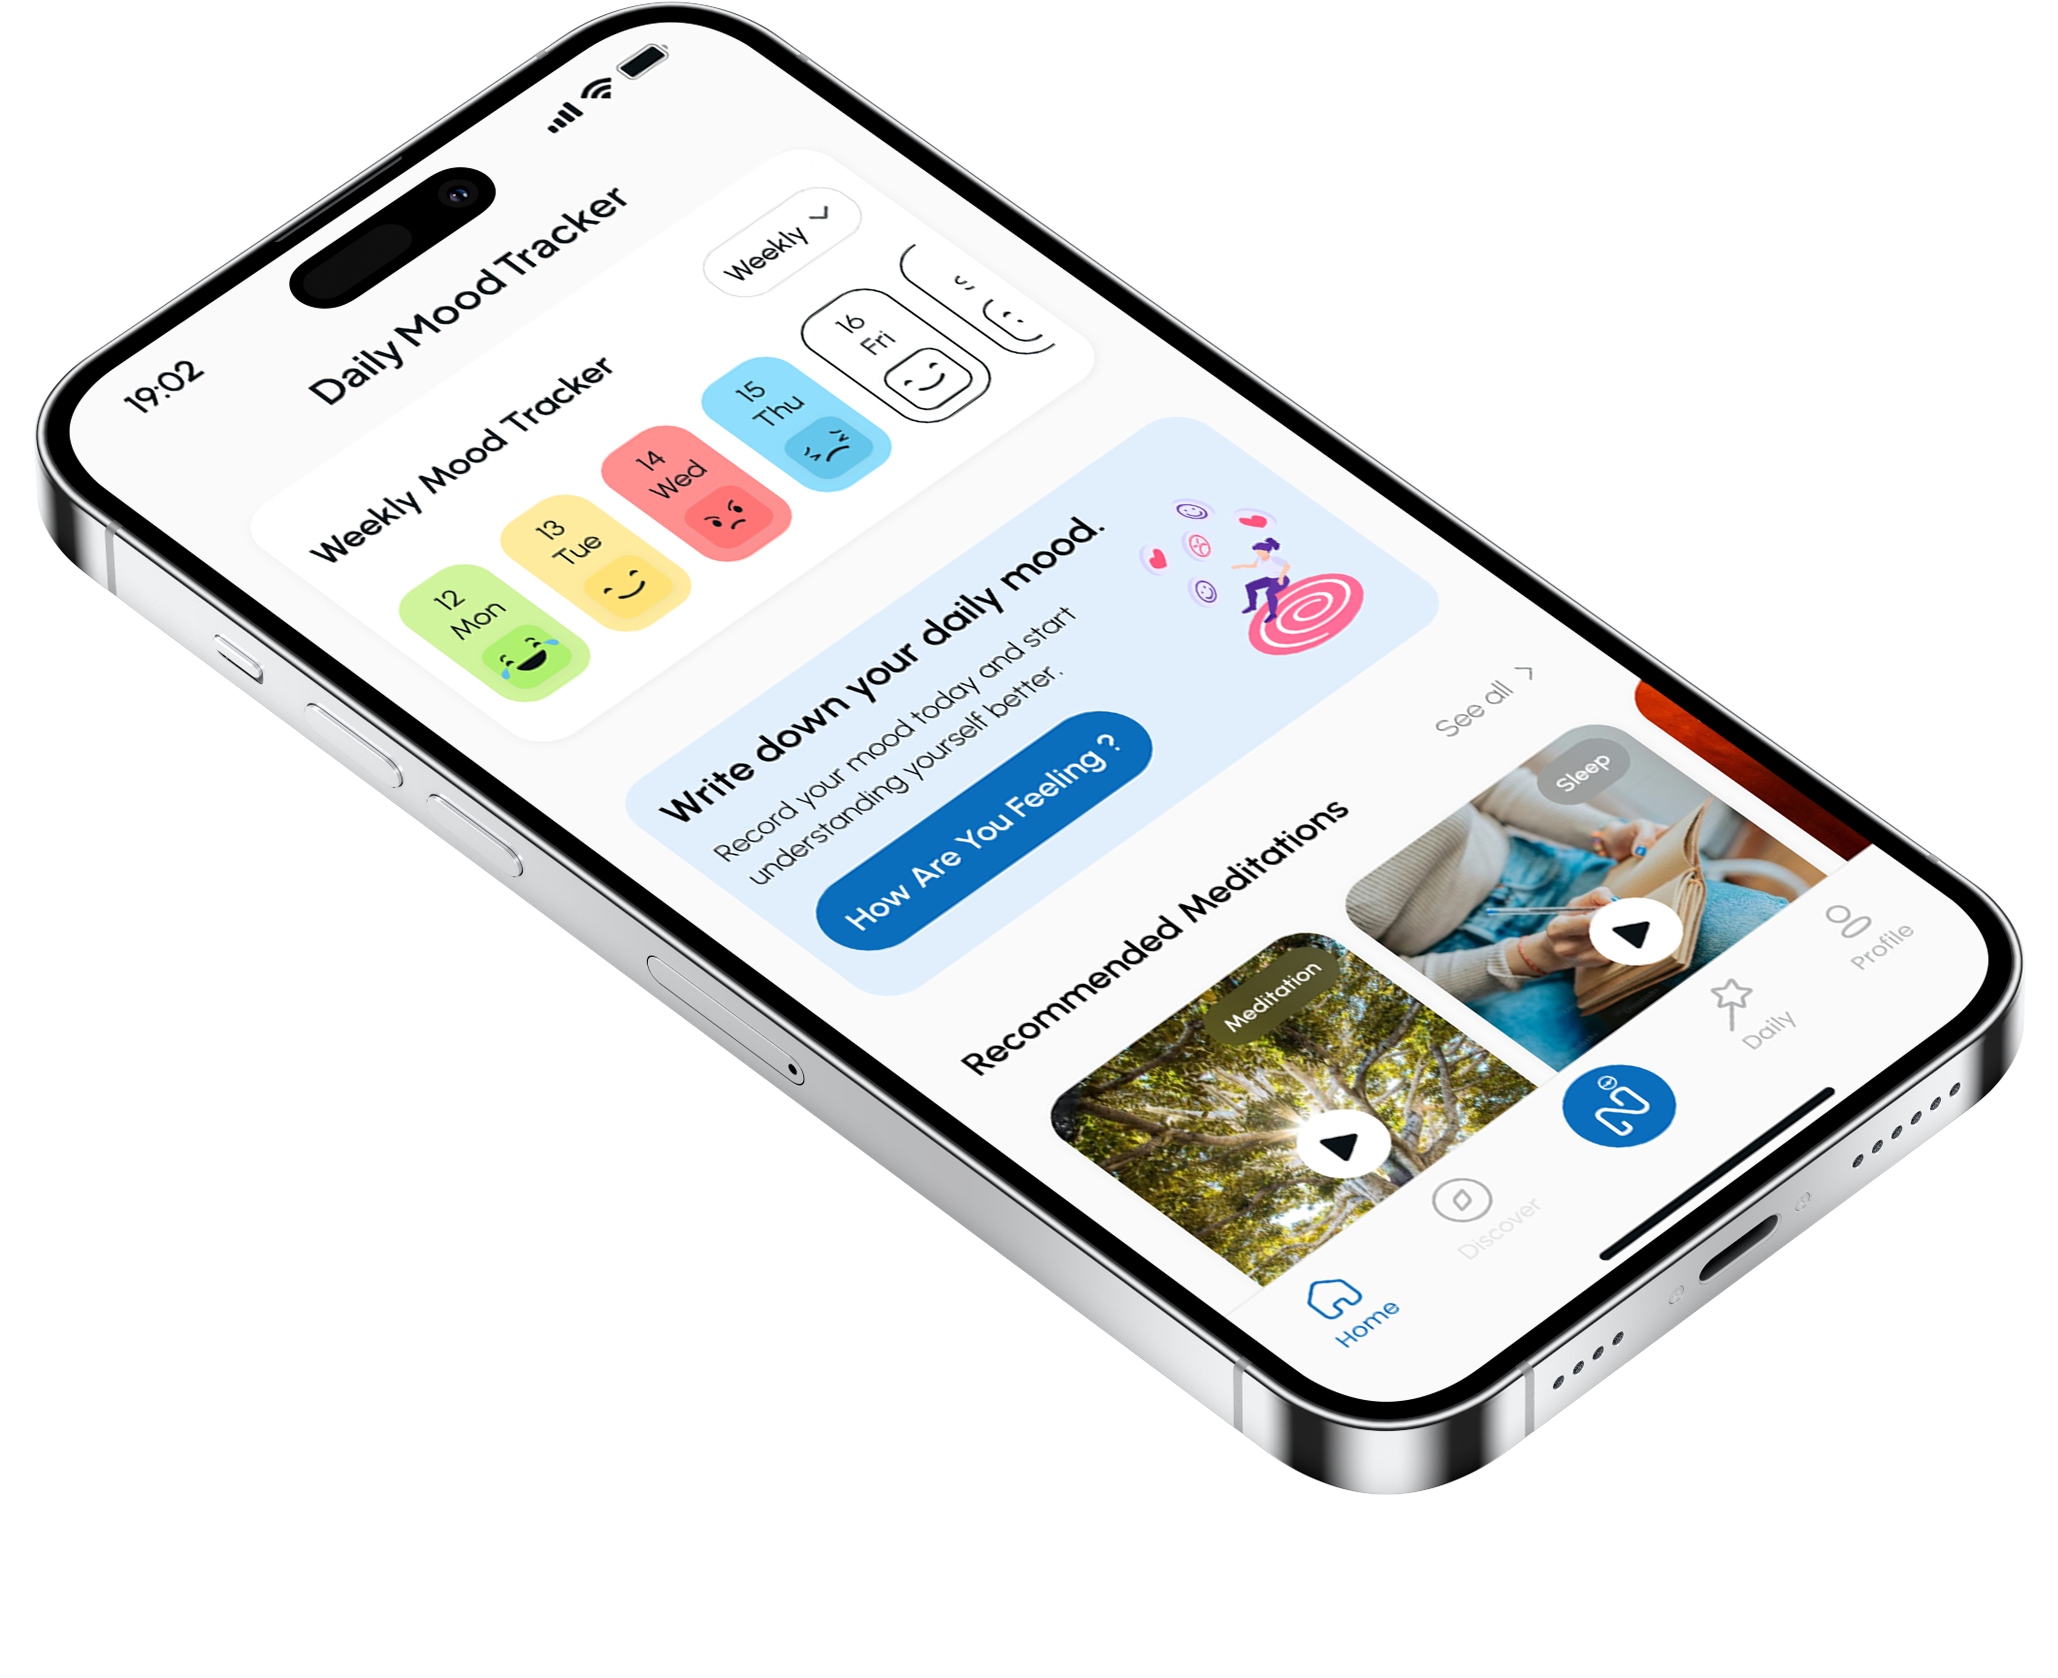 19:02
Daily Mood Tracker
Weekly Mood Tracker
Weekly
12
Mon
13
Tue
14
Wed
15
Thu
16
Fri
Write down your daily mood.
Record your mood today and start
understanding yourself better.
How Are You Feeling ?
Recommended Meditations
See all
Meditation
Sleep
Home
Discover
Daily
Profile